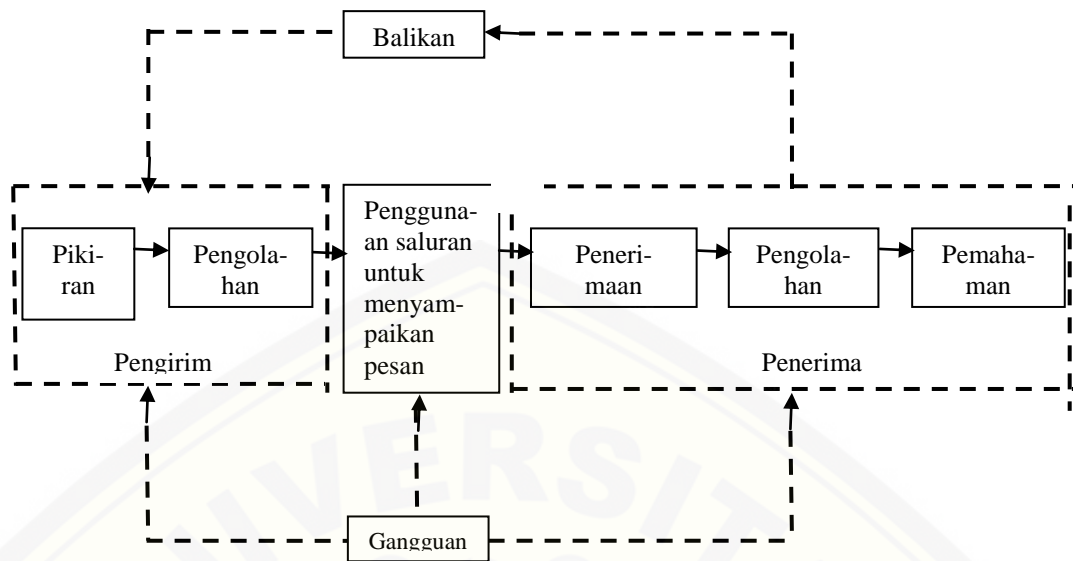 Balikan
Piki-
ran
Pengola-
han
Pengguna-
an saluran
untuk
menyam-
paikan
pesan
Peneri-
maan
Pengola-
han
Pemaha-
man
Pengirim
Penerima
Gangguan